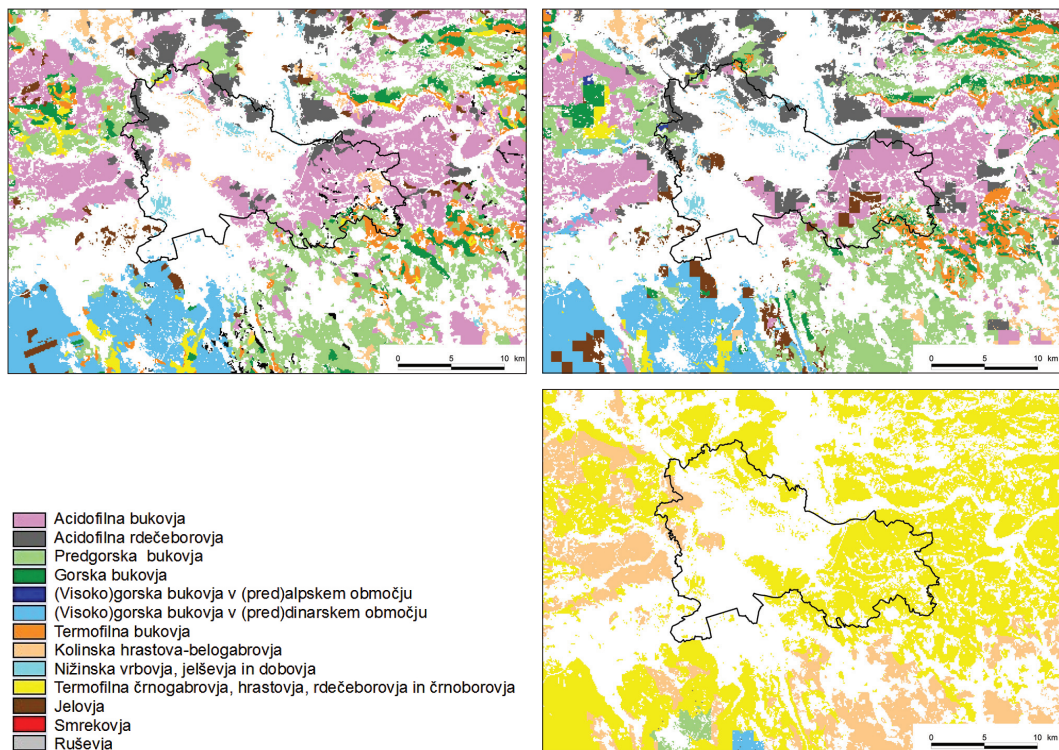 0 5 10 km
0 5 10 km
Acidofilna bukovja
Acidofilna rdečeborovja
Predgorska bukovja
Gorska bukovja
(Visoko)gorska bukovja v (pred)alpskem območju
(Visoko)gorska bukovja v (pred)dinarskem območju
Termofilna bukovja
Kolinska hrastova-belogabrovja
Nižinska vrbovja, jelševja in dobovja
Termofilna črnogabrovja, hrastovja, rdečeborovja in črnoborovja
Jelovja
Smrekovja
Ruševja
0 5 10 km